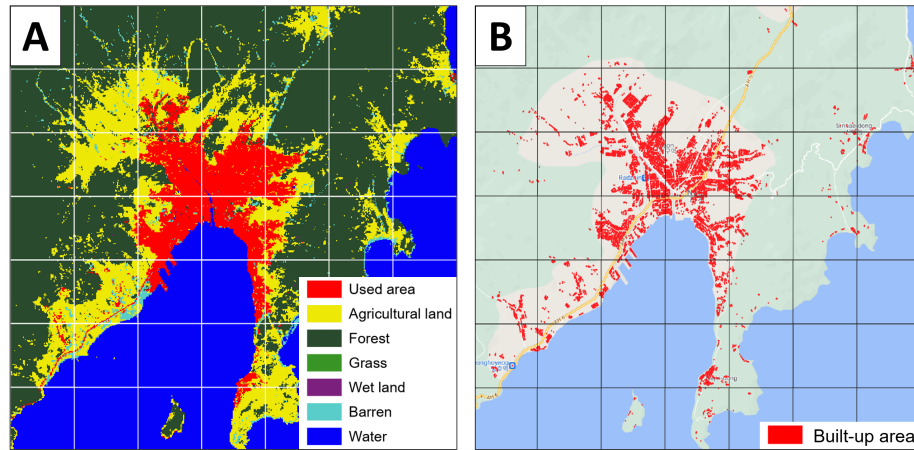 A
B
Used area
Agricultural land
Forest
Grass
Wet land
Barren
Water
Built-up area